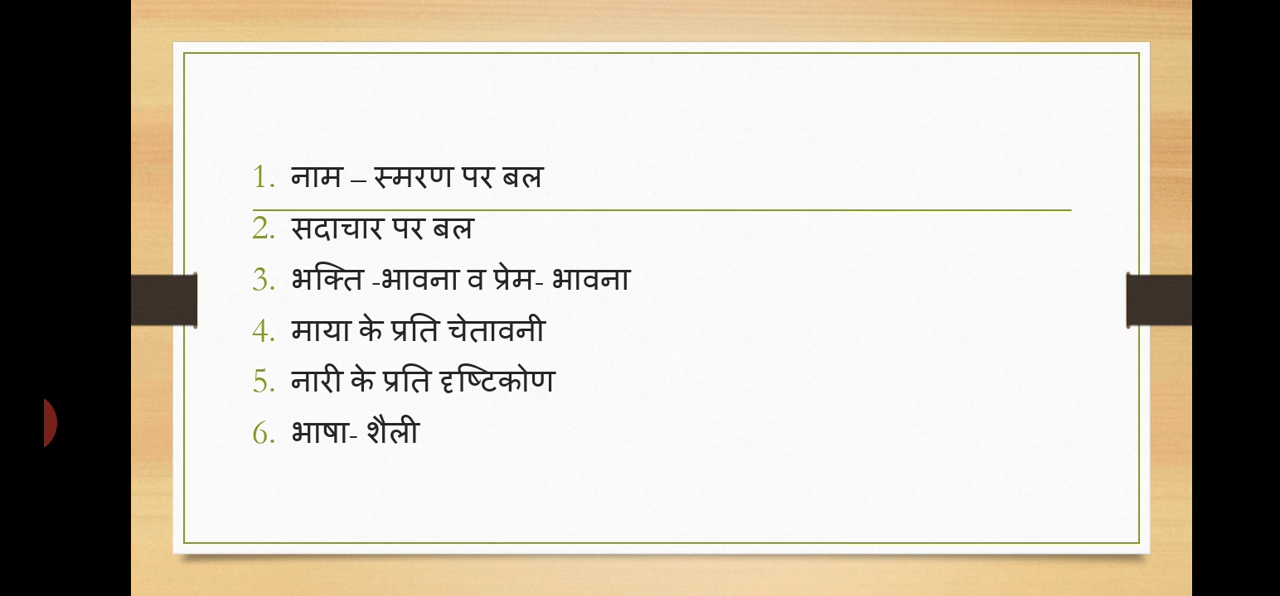 1. नाम – स्मरण पर बल
2. सदाचार पर बल
3. भक्ति -भावना व प्रेम- भावना
4. माया के प्रति चेतावनी
5. नारी के प्रति दृष्टिकोण
6. भाषा- शैली